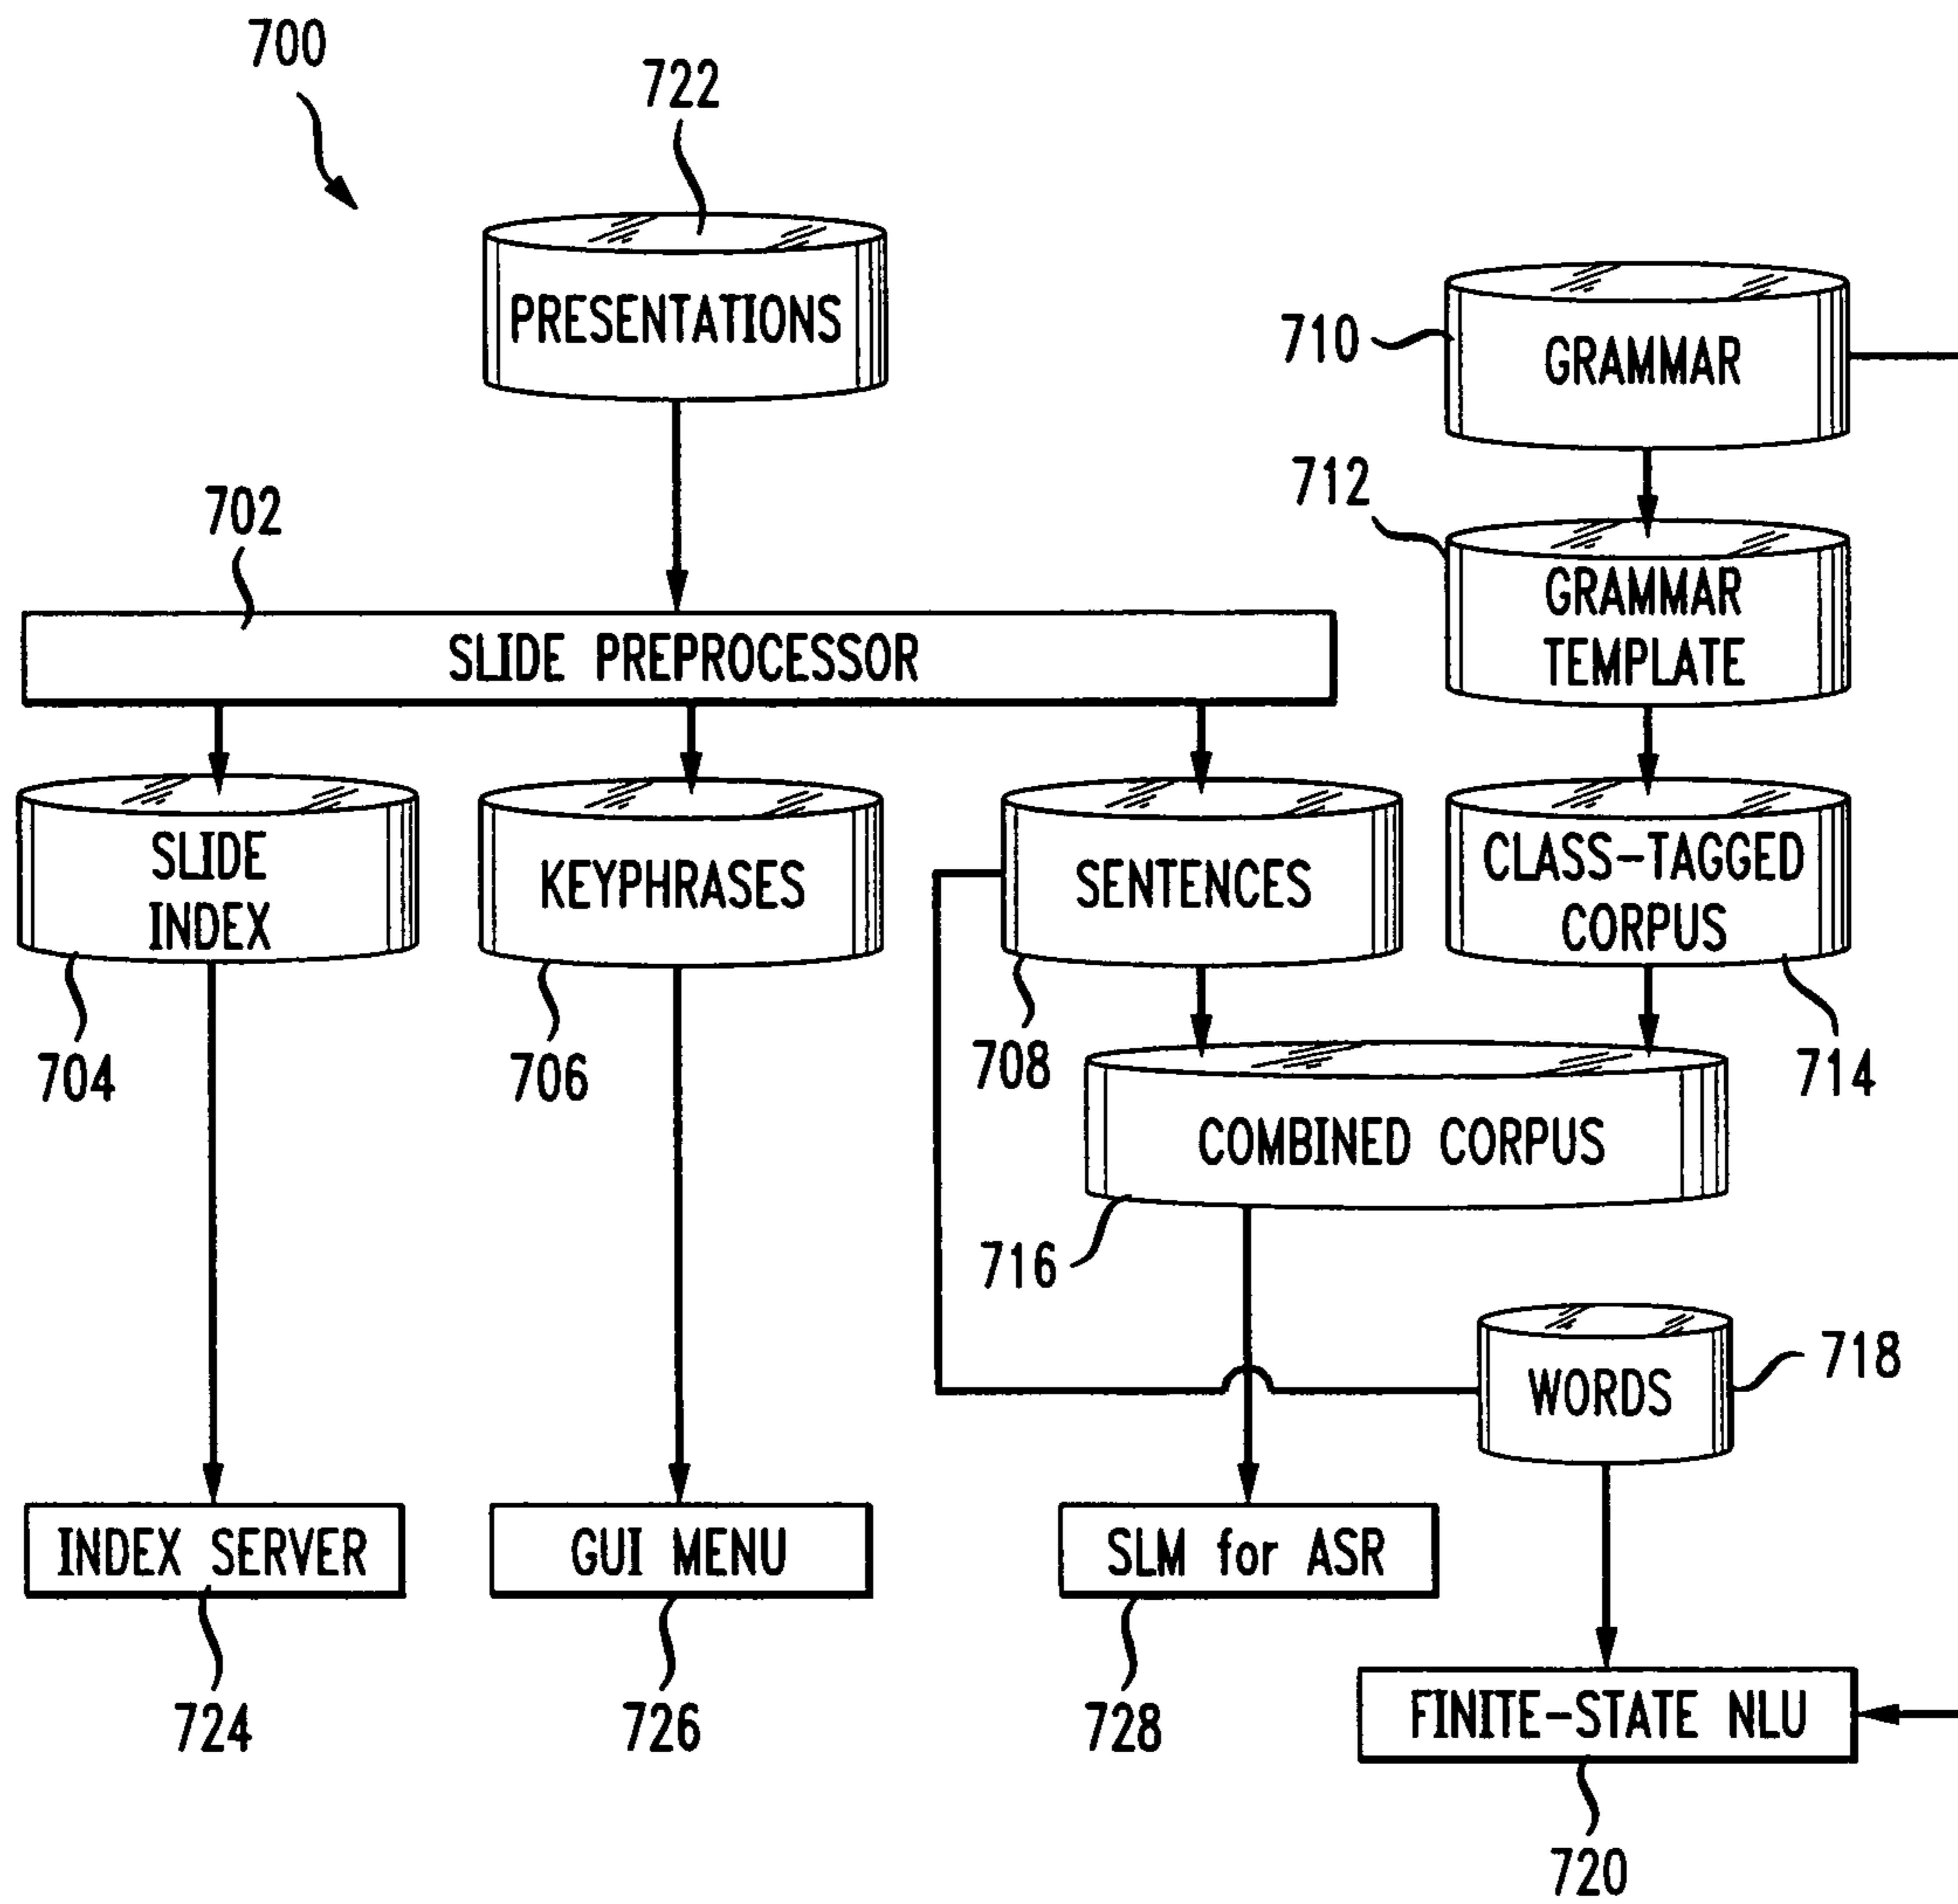 700
722
PRESENTATIONS
710
GRAMMAR
712
GRAMMAR
TEMPLATE
702
SLIDE PREPROCESSOR
SLIDE
INDEX
704
KEYPHRASES
706
SENTENCES
708
CLASS-TAGGED
CORPUS
714
COMBINED CORPUS
716
WORDS
718
INDEX SERVER
724
GUI MENU
726
SLM for ASR
728
FINITE-STATE NLU
720